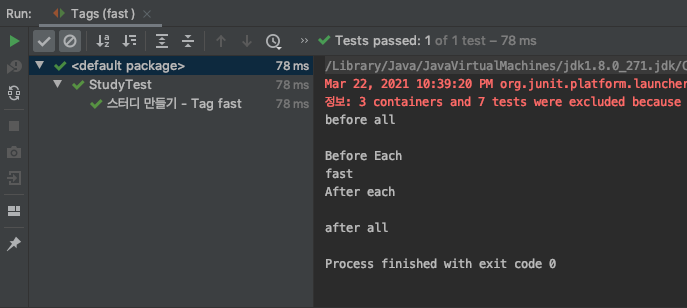 Run: Tags (fast)
Tests passed: 1 of 1 test – 78 ms
<default package> 78 ms
StudyTest 78 ms
스터디 만들기 - Tag fast 78 ms
/Library/Java/JavaVirtualMachines/jdk1.8.0_271.jdk/C
Mar 22, 2021 10:39:20 PM org.junit.platform.launcher
정보: 3 containers and 7 tests were excluded because
before all
Before Each
fast
After each
after all
Process finished with exit code 0